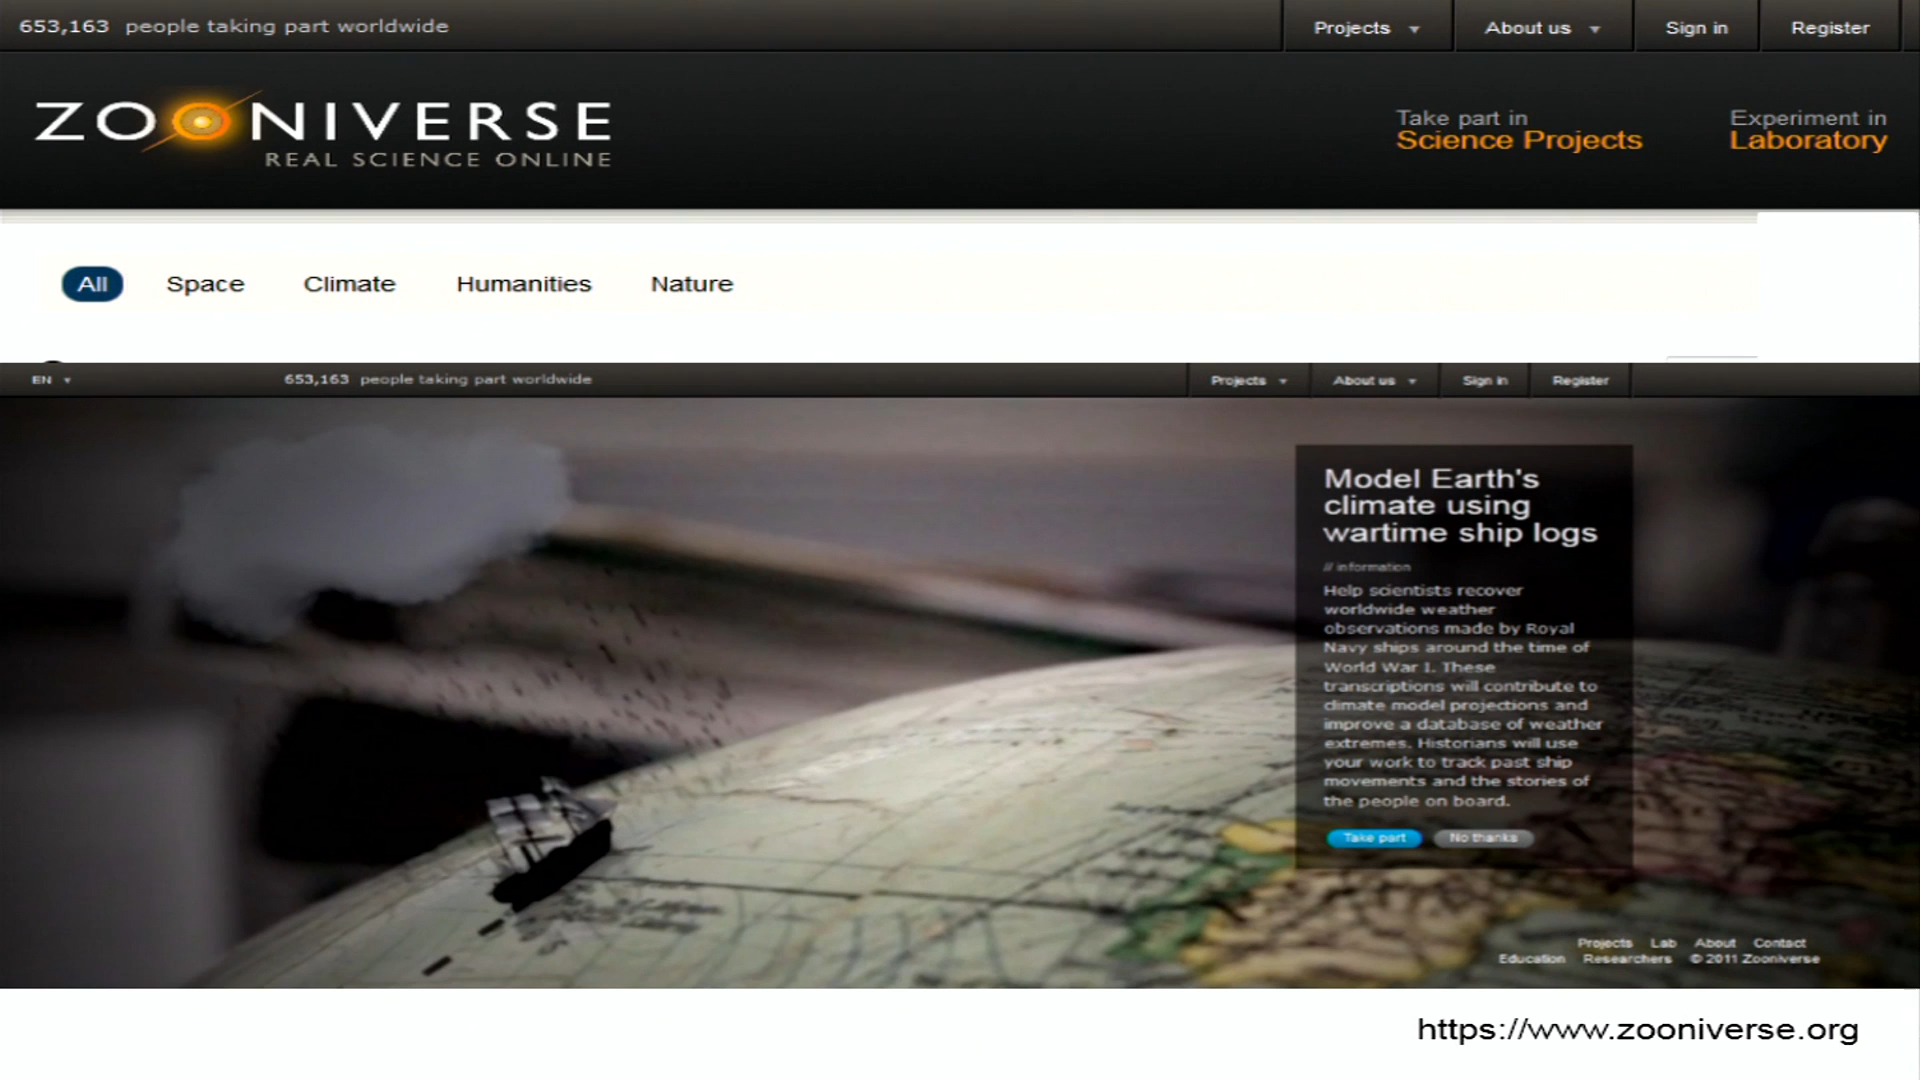 653,163 people taking part worldwide
Projects About us Sign in Register
ZOONIVERSE
REAL SCIENCE ONLINE
Take part in
Science Projects
Experiment in
Laboratory
All Space Climate Humanities Nature
EN 653,163 people taking part worldwide Projects About us Sign in Register
Model Earth's
climate using
wartime ship logs
// information
Help scientists recover
worldwide weather
observations made by Royal
Navy ships around the time of
World War I. These
transcriptions will contribute to
climate model projections and
improve a database of weather
extremes. Historians will use
your work to track past ship
movements and the stories of
the people on board.
Take part No thanks
Projects Lab About Contact
Education Researchers © 2011 Zooniverse
https://www.zooniverse.org